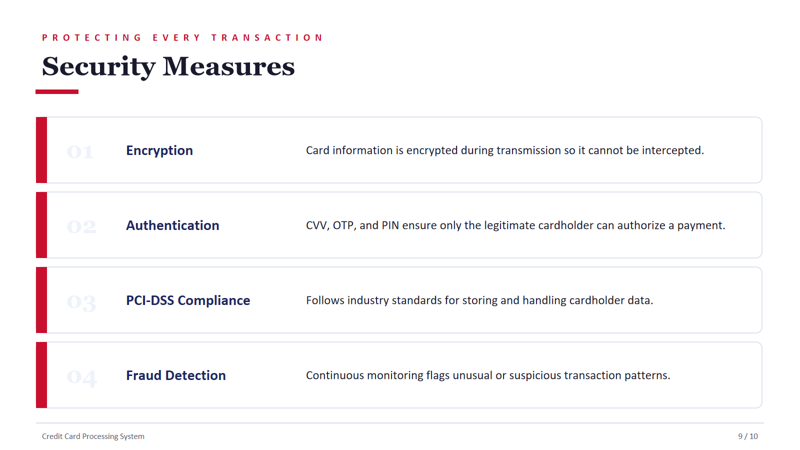 PROTECTING EVERY TRANSACTION
Security Measures
01 Encryption Card information is encrypted during transmission so it cannot be intercepted.
02 Authentication CVV, OTP, and PIN ensure only the legitimate cardholder can authorize a payment.
03 PCI-DSS Compliance Follows industry standards for storing and handling cardholder data.
04 Fraud Detection Continuous monitoring flags unusual or suspicious transaction patterns.
Credit Card Processing System 9 / 10